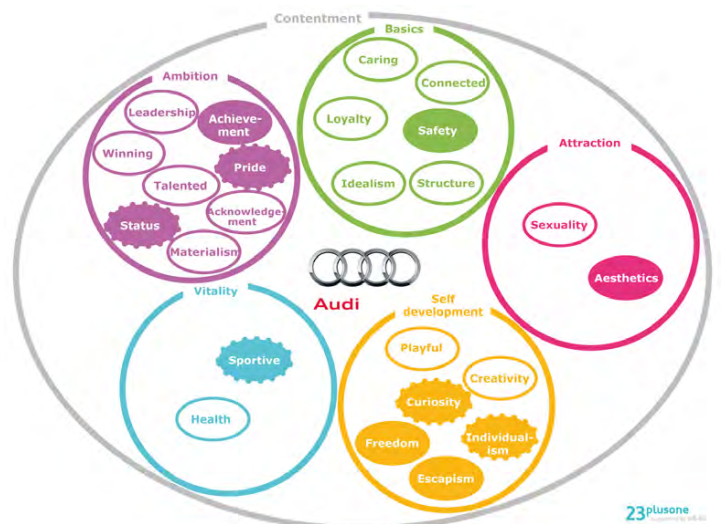 Contentment
Basics
Caring
Connected
Loyalty
Safety
Idealism
Structure
Ambition
Leadership
Achieve-
ment
Winning
Pride
Talented
Acknowledge-
ment
Status
Materialism
Attraction
Sexuality
Aesthetics
Audi
Vitality
Sportive
Health
Self
development
Playful
Creativity
Curiosity
Individual-
ism
Freedom
Escapism
23plusone